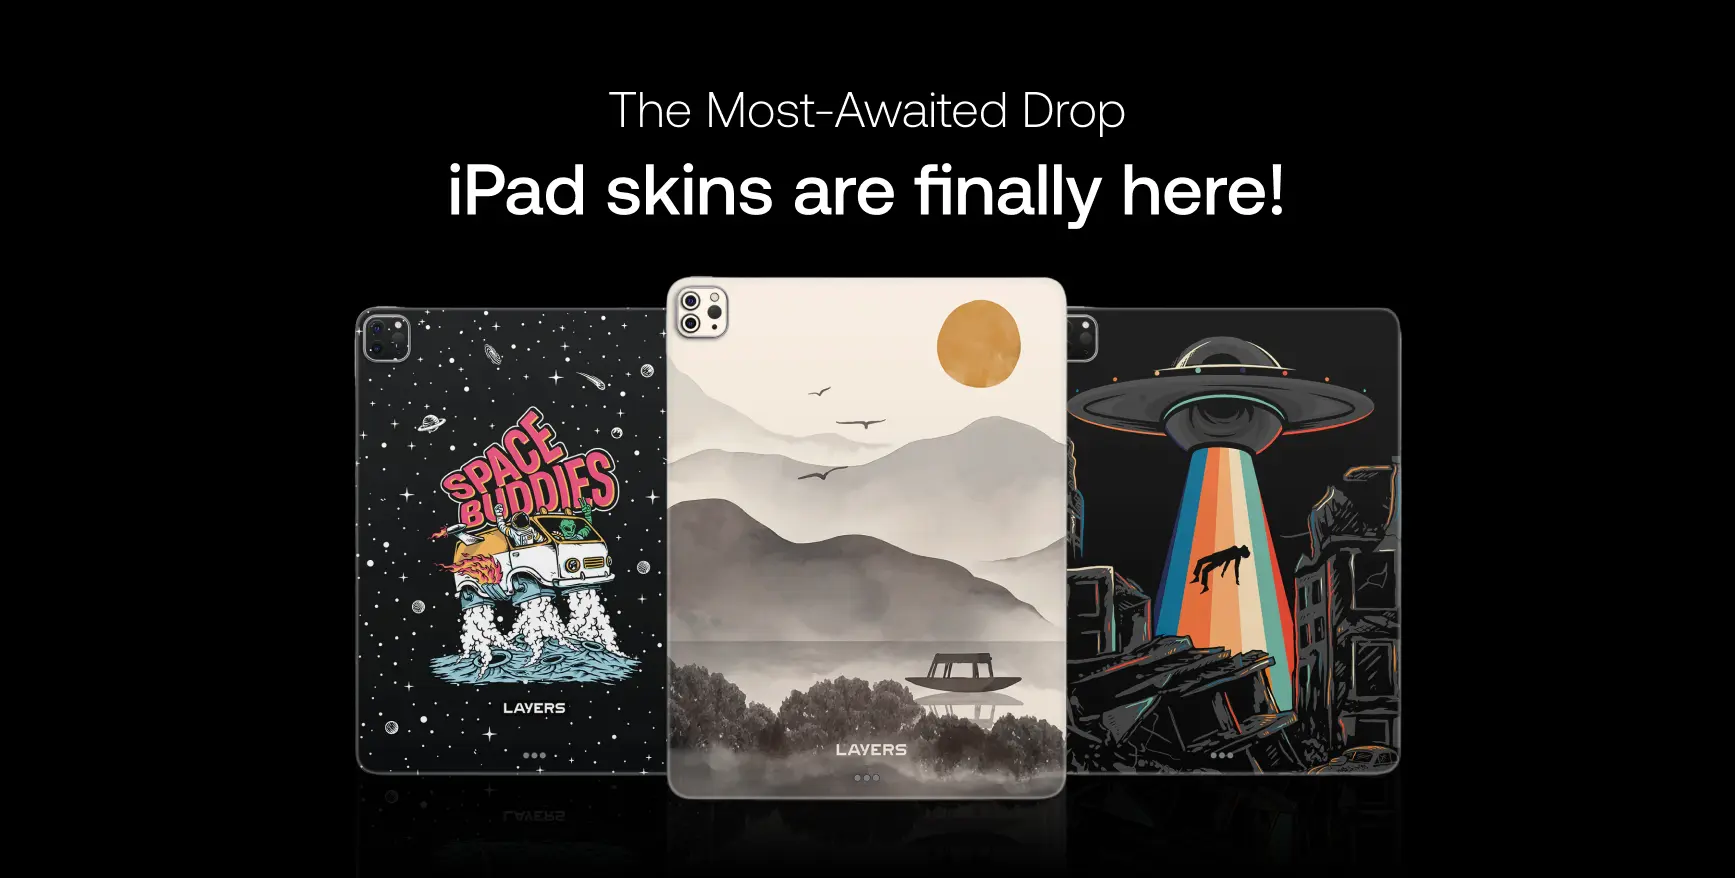 The Most-Awaited Drop
iPad skins are finally here!
SPACE
BUDDIES
LAYERS
LAYERS